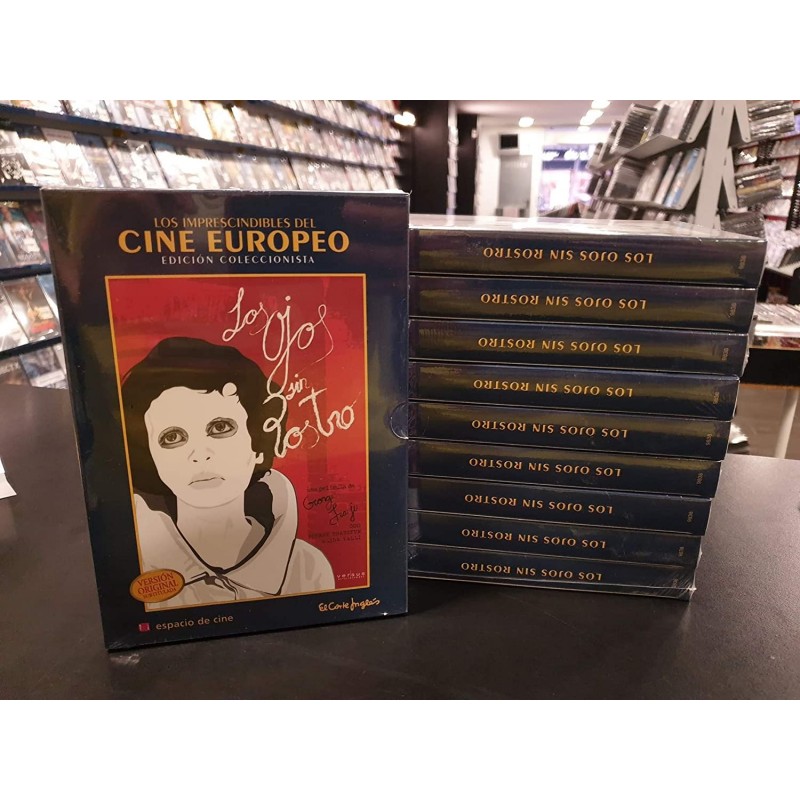 LOS IMPRESCINDIBLES DEL
CINE EUROPEO
EDICIÓN COLECCIONISTA
Los
ojos
sin
Rostro
VERSIÓN
ORIGINAL
SUBTITULADA
versus
El Corte Inglés
espacio de cine
LOS OJOS SIN ROSTRO
LOS OJOS SIN ROSTRO
LOS OJOS SIN ROSTRO
LOS OJOS SIN ROSTRO
LOS OJOS SIN ROSTRO
LOS OJOS SIN ROSTRO
LOS OJOS SIN ROSTRO
LOS OJOS SIN ROSTRO
LOS OJOS SIN ROSTRO